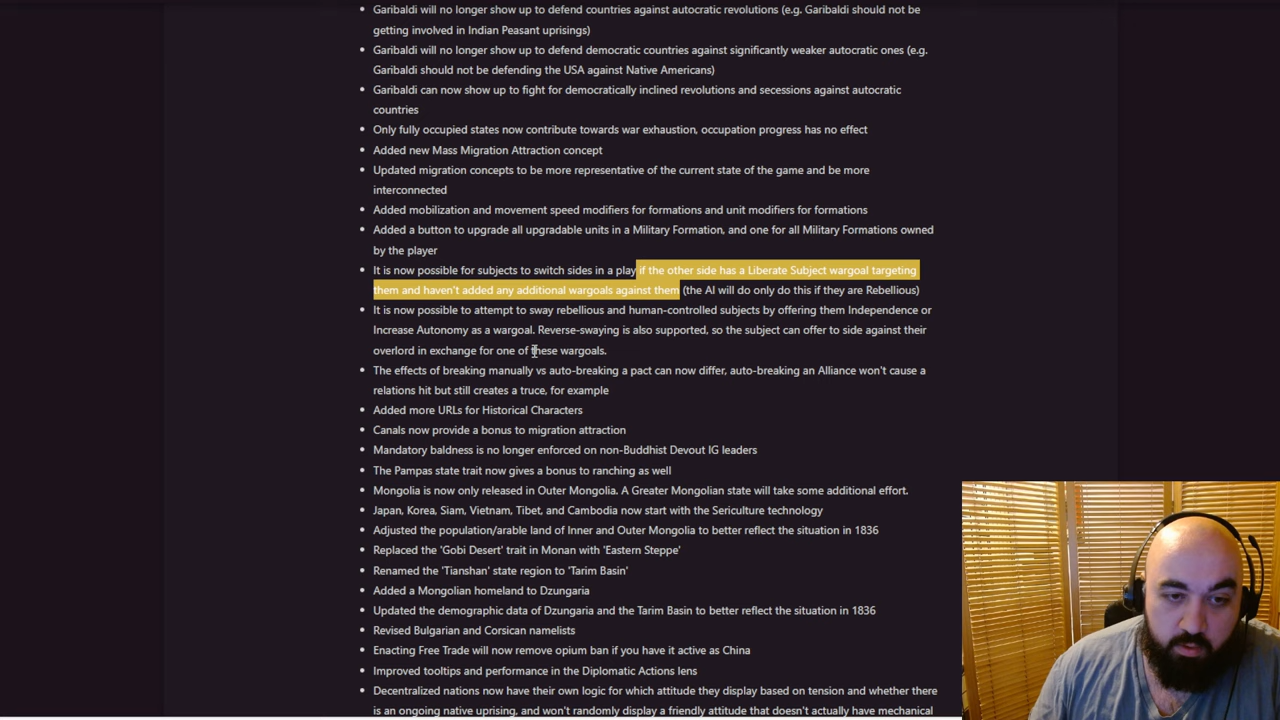 Garibaldi will no longer show up to defend countries against autocratic revolutions (e.g. Garibaldi should not be
getting involved in Indian Peasant uprisings)
Garibaldi will no longer show up to defend democratic countries against significantly weaker autocratic ones (e.g.
Garibaldi should not be defending the USA against Native Americans)
Garibaldi can now show up to fight for democratically inclined revolutions and secessions against autocratic
countries
Only fully occupied states now contribute towards war exhaustion, occupation progress has no effect
Added new Mass Migration Attraction concept
Updated migration concepts to be more representative of the current state of the game and be more
interconnected
Added mobilization and movement speed modifiers for formations and unit modifiers for formations
Added a button to upgrade all upgradable units in a Military Formation, and one for all Military Formations owned
by the player
It is now possible for subjects to switch sides in a play if the other side has a Liberate Subject wargoal targeting
them and haven't added any additional wargoals against them (the AI will do only do this if they are Rebellious)
It is now possible to attempt to sway rebellious and human-controlled subjects by offering them Independence or
Increase Autonomy as a wargoal. Reverse-swaying is also supported, so the subject can offer to side against their
overlord in exchange for one of these wargoals.
The effects of breaking manually vs auto-breaking a pact can now differ, auto-breaking an Alliance won't cause a
relations hit but still creates a truce, for example
Added more URLs for Historical Characters
Canals now provide a bonus to migration attraction
Mandatory baldness is no longer enforced on non-Buddhist Devout IG leaders
The Pampas state trait now gives a bonus to ranching as well
Mongolia is now only released in Outer Mongolia. A Greater Mongolian state will take some additional effort.
Japan, Korea, Siam, Vietnam, Tibet, and Cambodia now start with the Sericulture technology
Adjusted the population/arable land of Inner and Outer Mongolia to better reflect the situation in 1836
Replaced the 'Gobi Desert' trait in Monan with 'Eastern Steppe'
Renamed the 'Tianshan' state region to 'Tarim Basin'
Added a Mongolian homeland to Dzungaria
Updated the demographic data of Dzungaria and the Tarim Basin to better reflect the situation in 1836
Revised Bulgarian and Corsican namelists
Enacting Free Trade will now remove opium ban if you have it active as China
Improved tooltips and performance in the Diplomatic Actions lens
Decentralized nations now have their own logic for which attitude they display based on tension and whether there
is an ongoing native uprising, and won't randomly display a friendly attitude that doesn't actually have mechanical